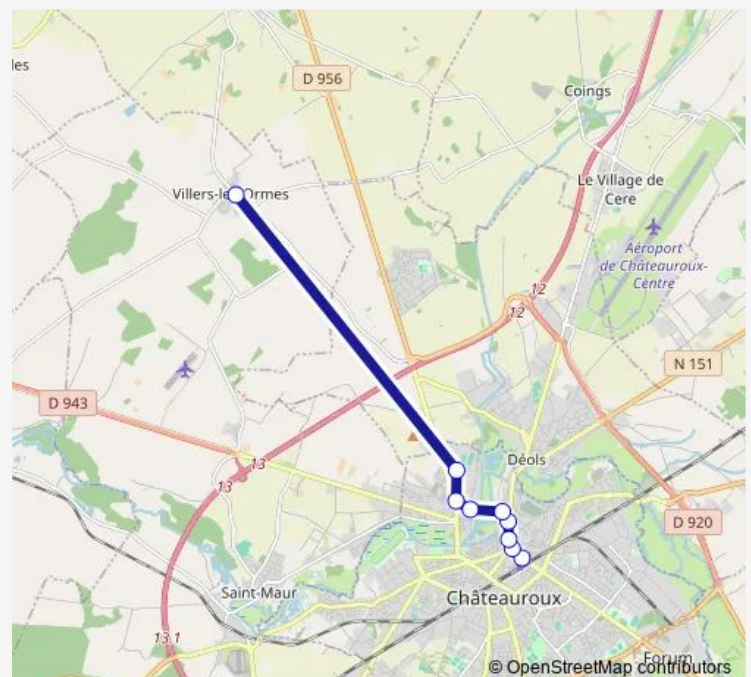 les
D 956
Coings
Villers-le Ormes
Le Village de
Cere
Aéroport
de Châteauroux-
Centre
12
12
N 151
D 943
13
13
Déols
D 920
Saint-Maur
Châteauroux
13.1
Forum
© OpenStreetMap contributors